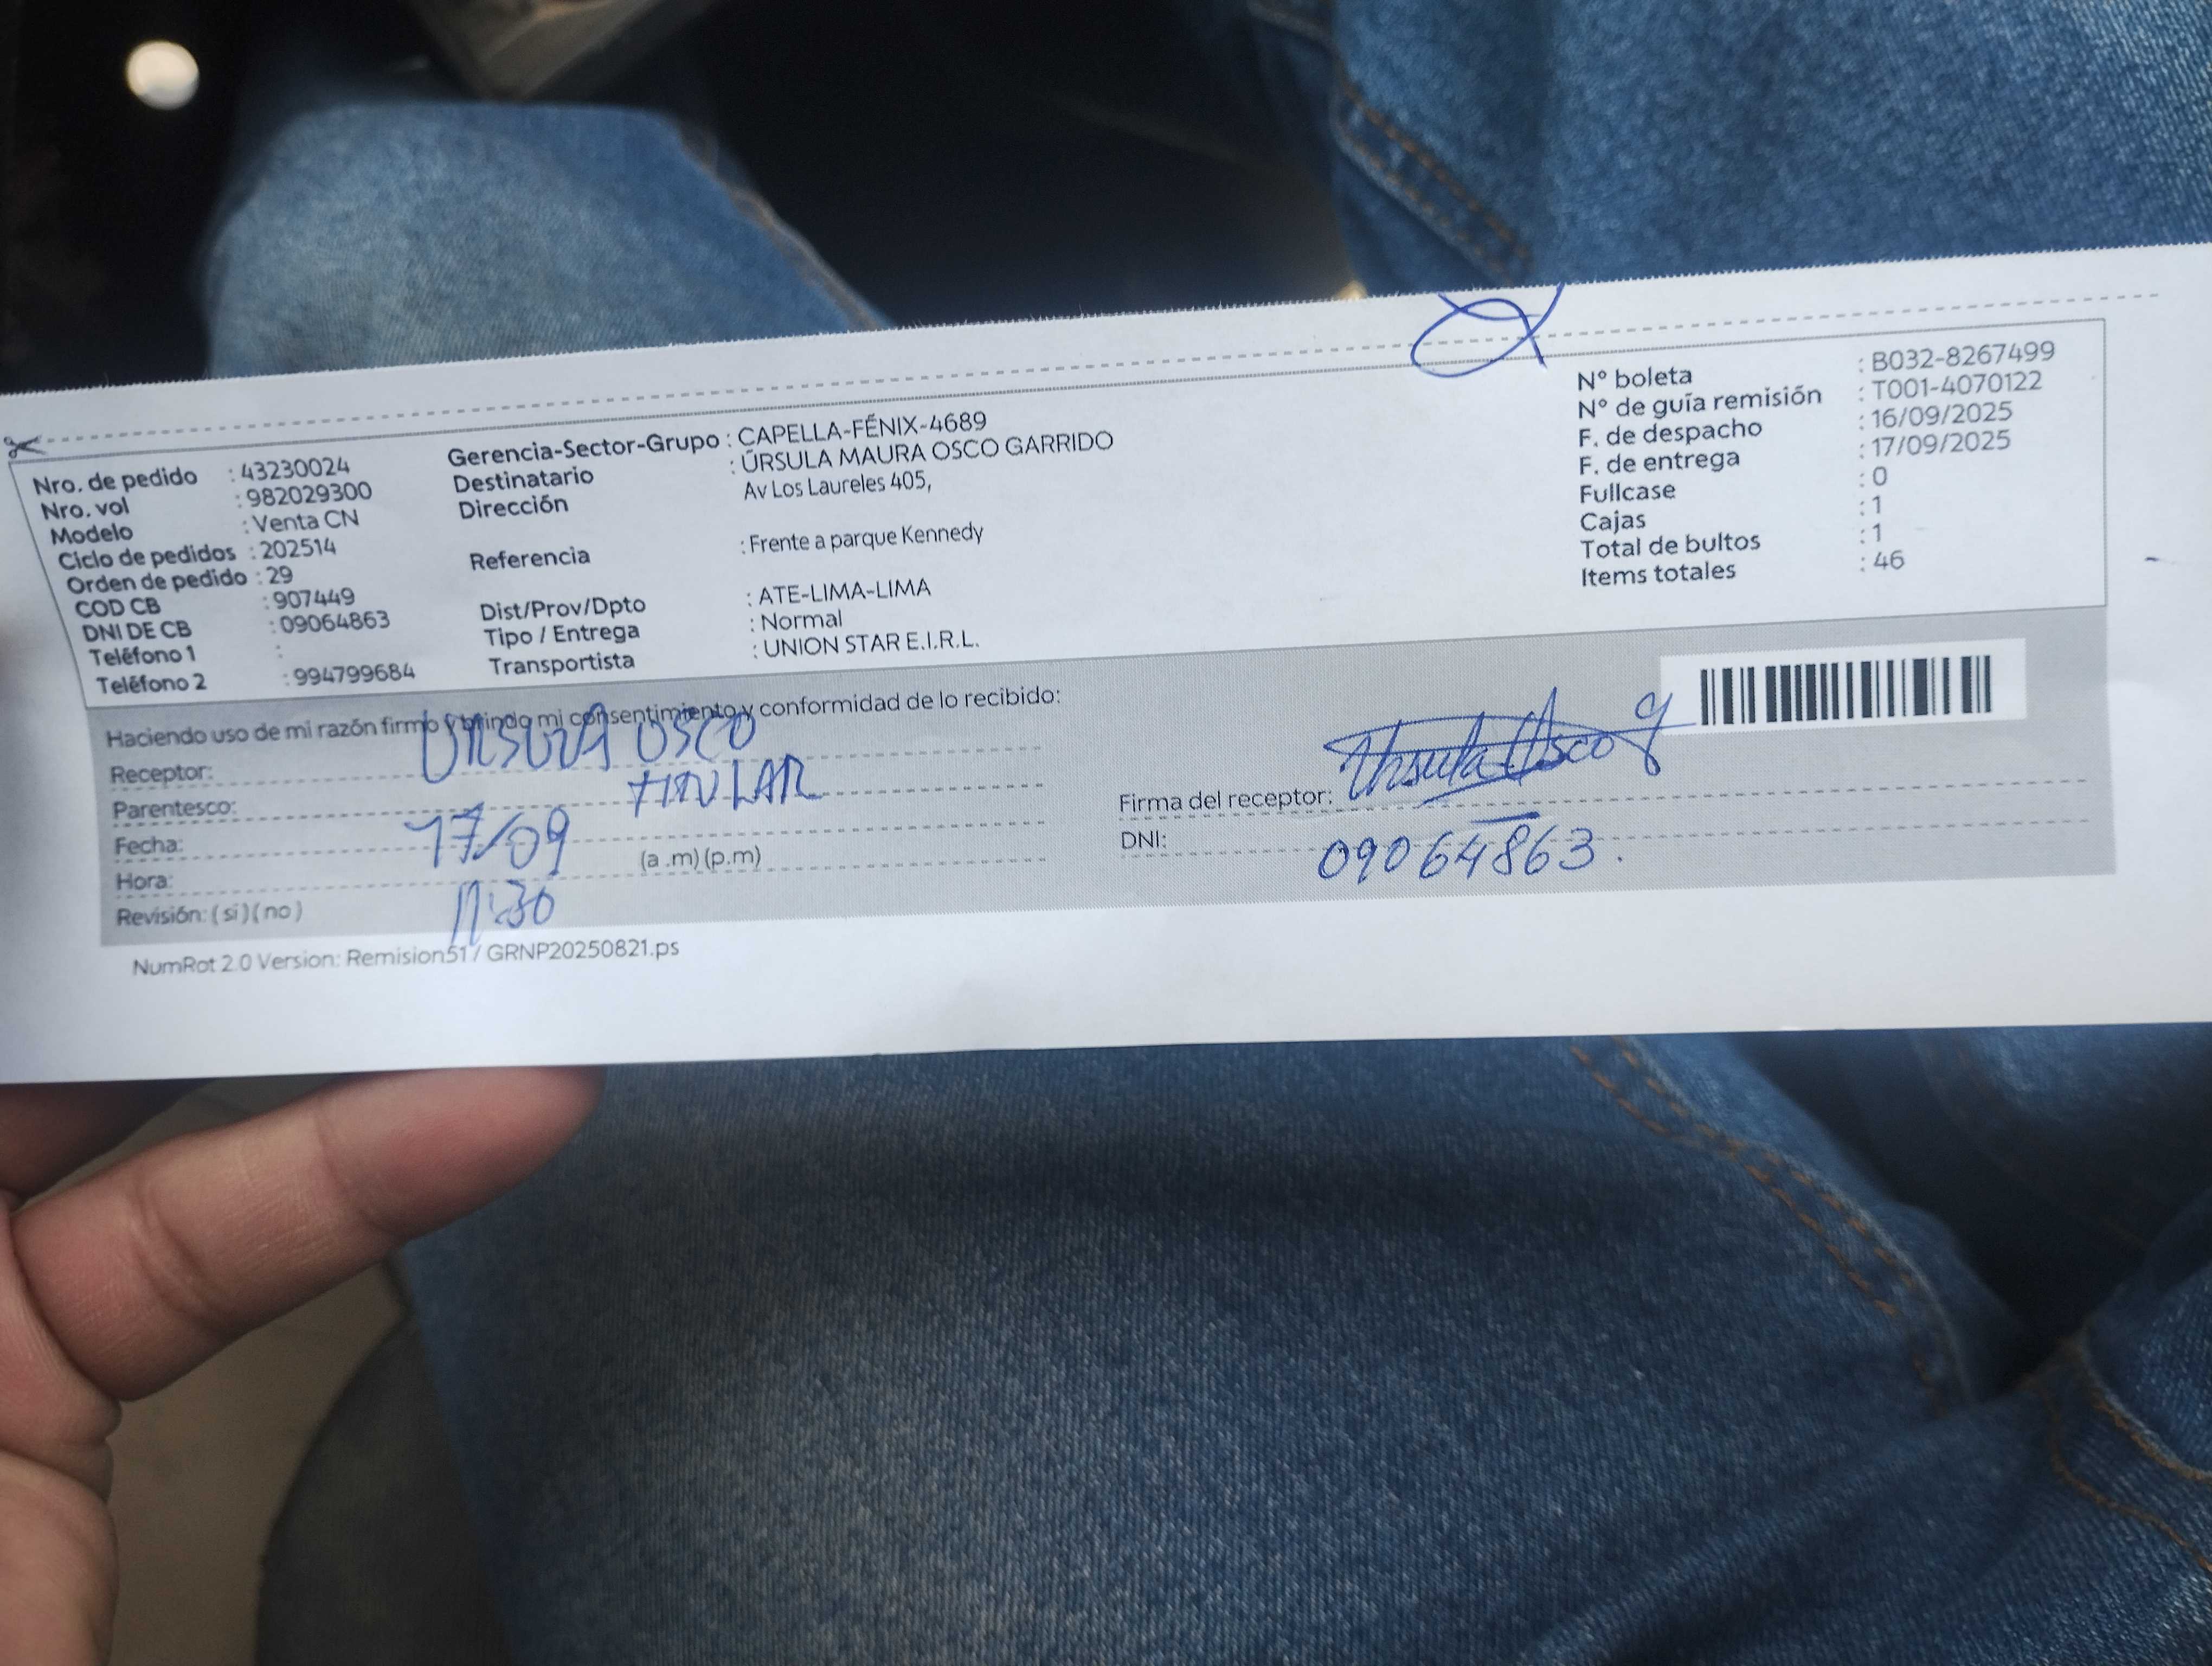 Nro. de pedido : 43230024
Nro. vol : 982029300
Modelo : Venta CN
Ciclo de pedidos : 202514
Orden de pedido : 29
COD CB : 907449
DNI DE CB : 09064863
Teléfono 1 :
Teléfono 2 : 994799684
Gerencia-Sector-Grupo : CAPELLA-FÉNIX-4689
Destinatario : ÚRSULA MAURA OSCO GARRIDO
Dirección Av Los Laureles 405,
Referencia : Frente a parque Kennedy
Dist/Prov/Dpto : ATE-LIMA-LIMA
Tipo / Entrega : Normal
Transportista : UNION STAR E.I.R.L.
N° boleta : B032-8267499
N° de guía remisión : T001-4070122
F. de despacho : 16/09/2025
F. de entrega : 17/09/2025
Fullcase : 0
Cajas : 1
Total de bultos : 1
Items totales : 46
Haciendo uso de mi razón firmo y brindo mi consentimiento y conformidad de lo recibido:
Receptor: URSULA OSCO
Parentesco: TITULAR
Fecha: 17/09
Hora: 11:30 (a .m) (p.m)
Revisión: ( si ) ( no )
Firma del receptor: Ursula Osco G
DNI: 09064863.
NumRot 2.0 Version: Remision51 / GRNP20250821.ps